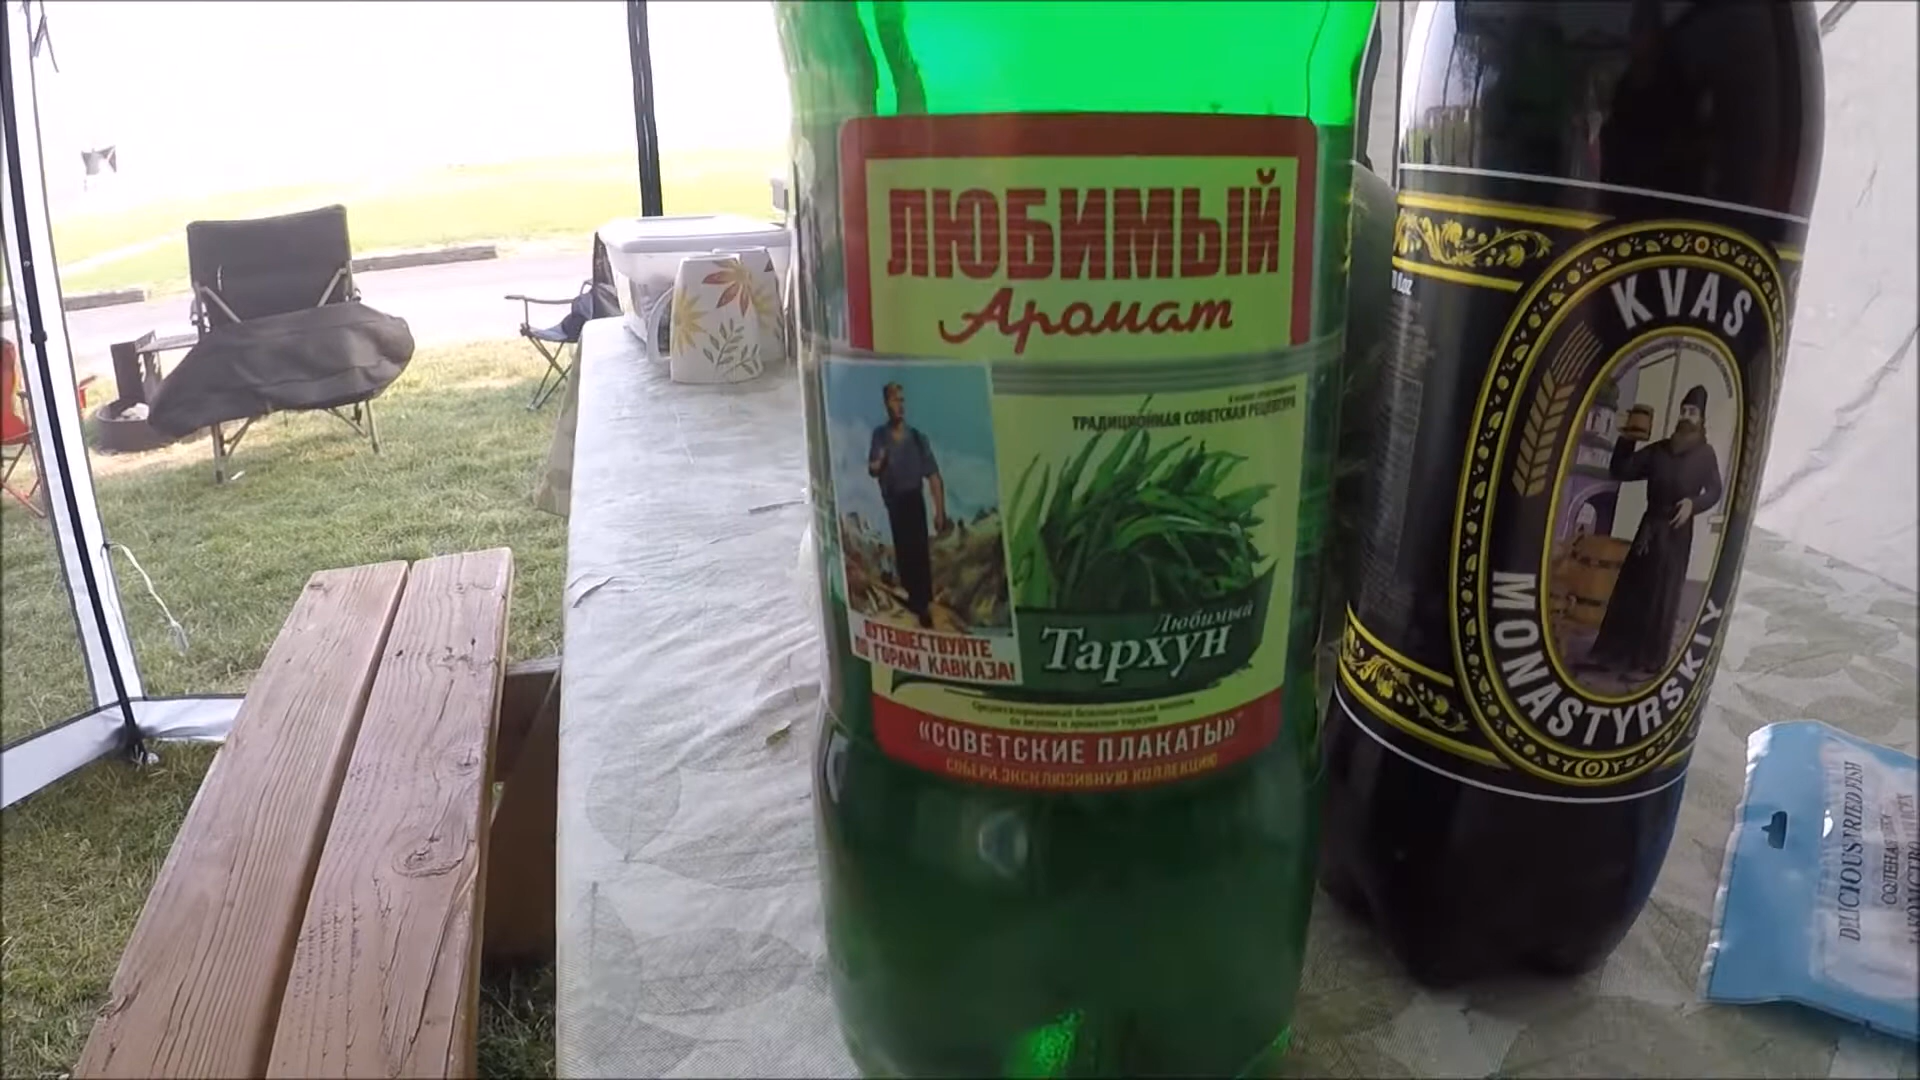 ЛЮБИМЫЙ
Аромат
ТРАДИЦИОННАЯ СОВЕТСКАЯ РЕЦЕПТУРА
ПУТЕШЕСТВУЙТЕ
ПО ГОРАМ КАВКАЗА!
Любимый
Тархун
«СОВЕТСКИЕ ПЛАКАТЫ»
СОБЕРИ ЭКСКЛЮЗИВНУЮ КОЛЛЕКЦИЮ
KVAS
MONASTYRSKIY
DELICIOUS DRIED FISH